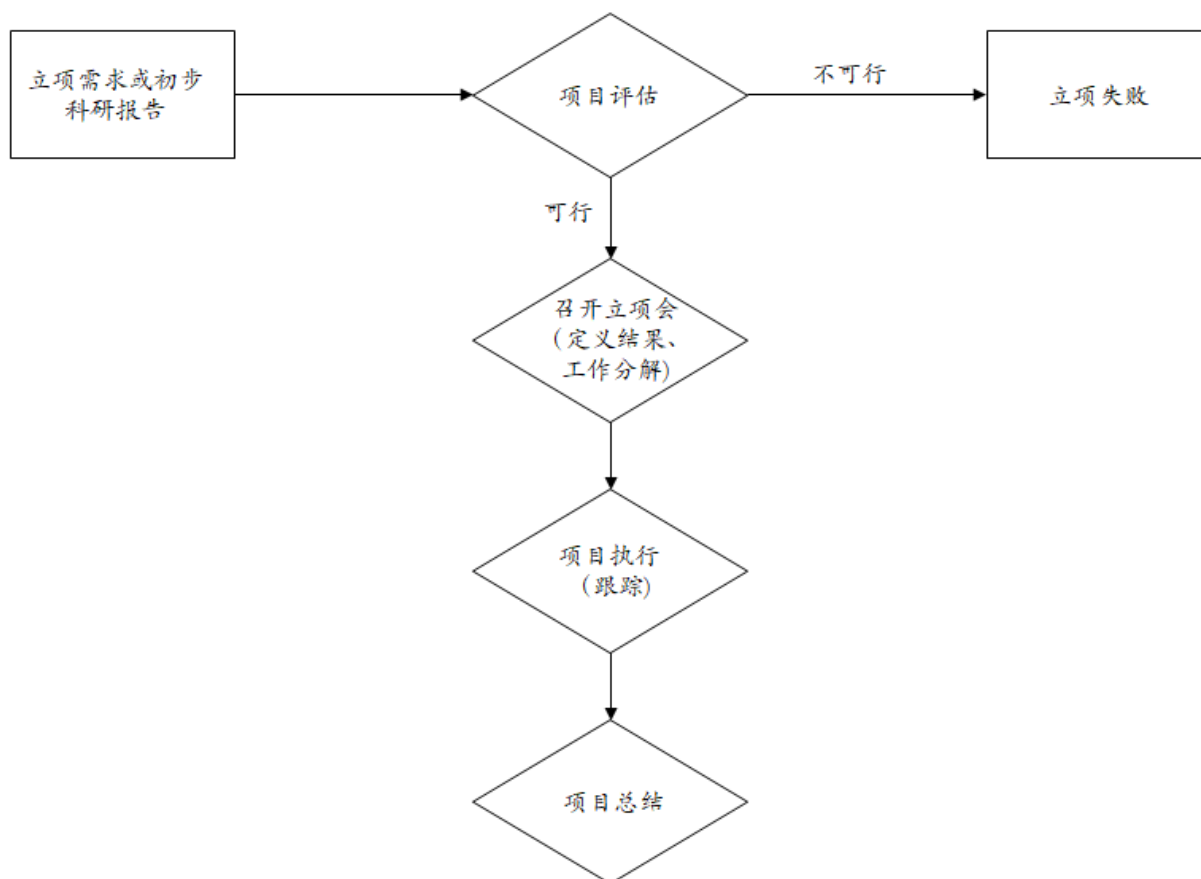 立项需求或初步
科研报告
项目评估
不可行
立项失败
可行
召开立项会
(定义结果、
工作分解)
项目执行
(跟踪)
项目总结